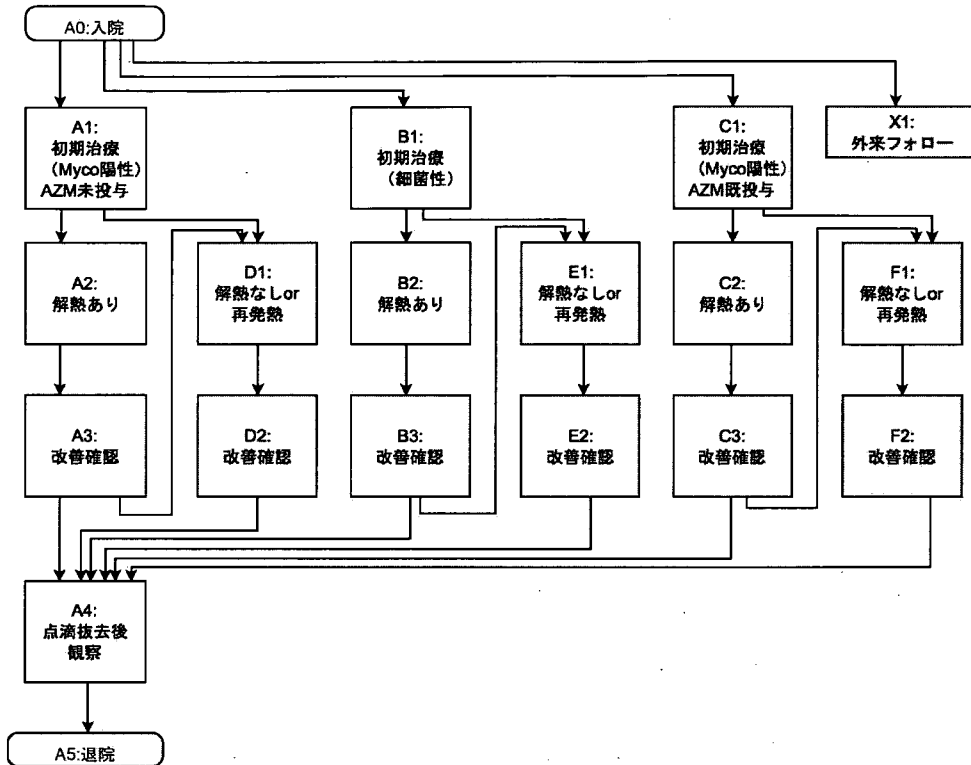 A0:入院
A1:
初期治療
（Myco陽性）
AZM未投与
B1:
初期治療
（細菌性）
C1:
初期治療
（Myco陽性）
AZM既投与
X1:
外来フォロー
A2:
解熱あり
D1:
解熱なしor
再発熱
B2:
解熱あり
E1:
解熱なしor
再発熱
C2:
解熱あり
F1:
解熱なしor
再発熱
A3:
改善確認
D2:
改善確認
B3:
改善確認
E2:
改善確認
C3:
改善確認
F2:
改善確認
A4:
点滴抜去後
観察
A5:退院